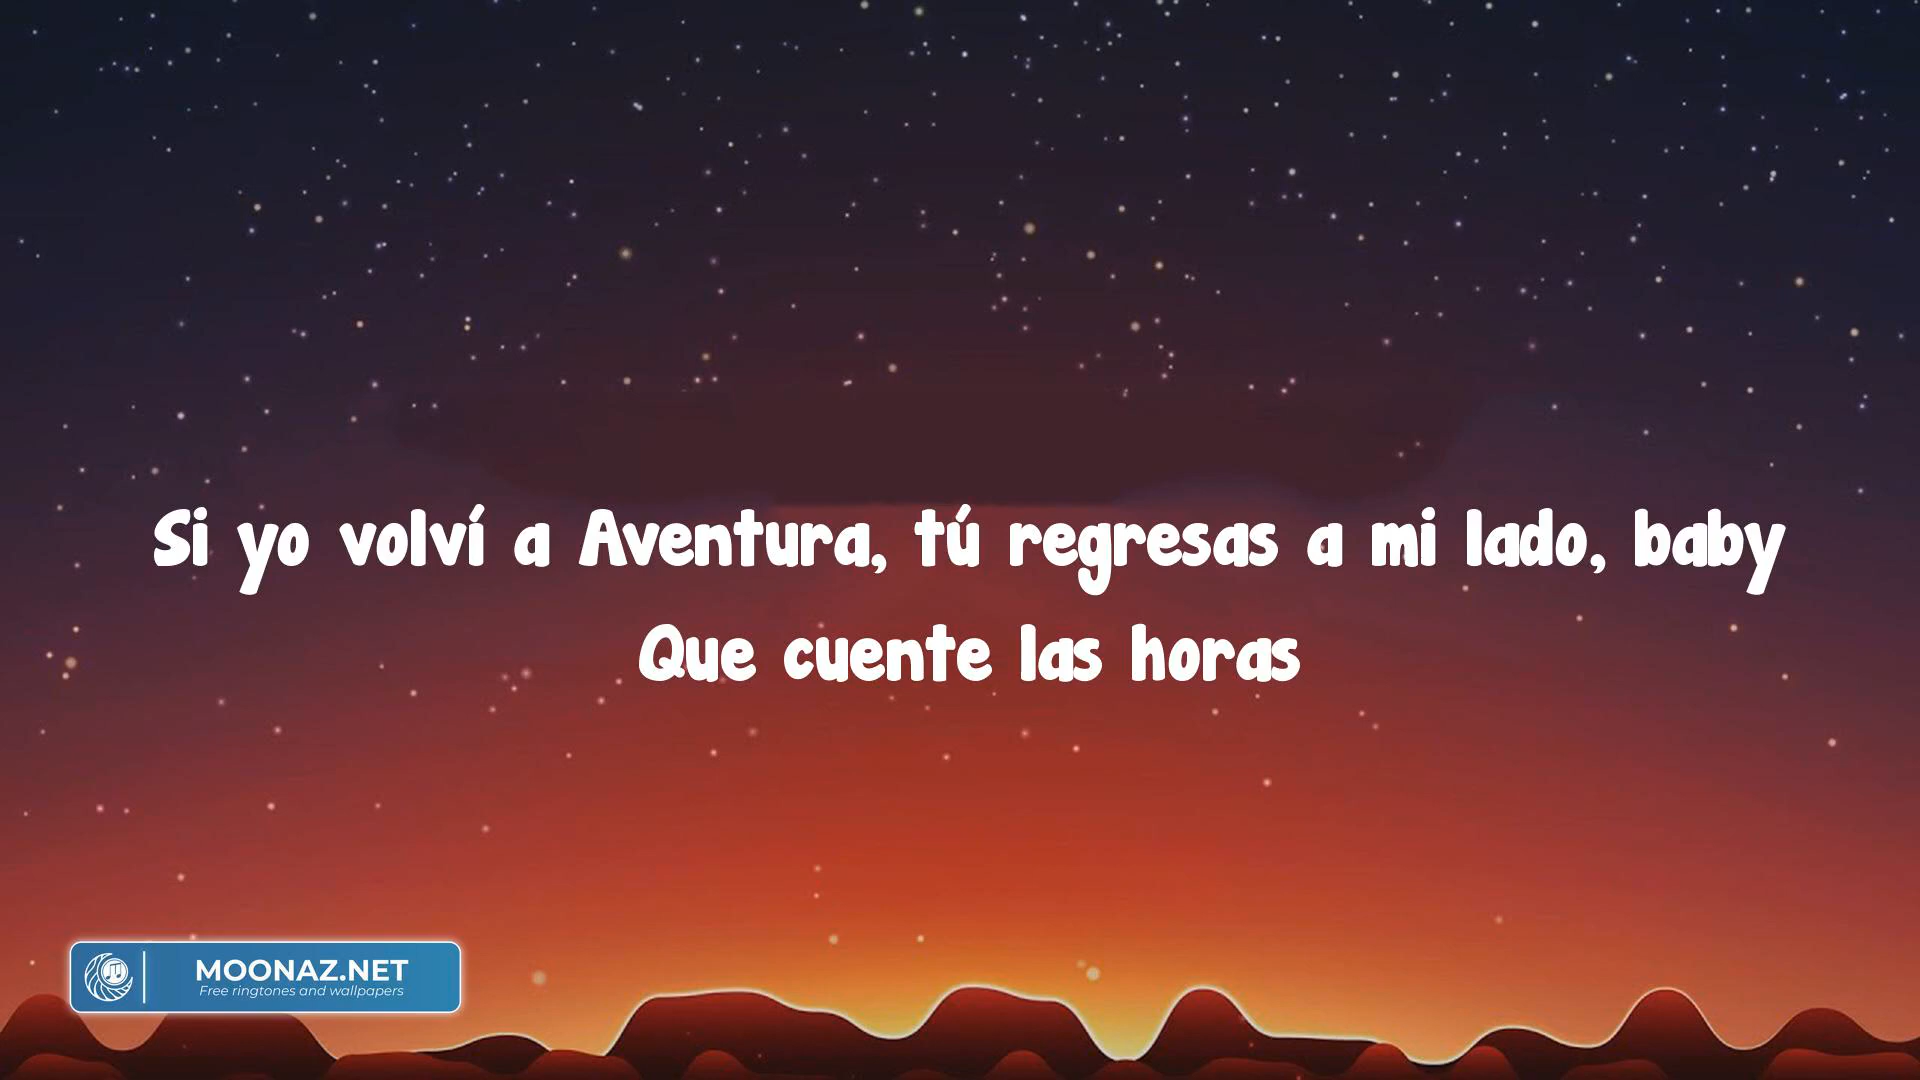 Si yo volví a Aventura, tú regresas a mi lado, baby
Que cuente las horas
MOONAZ.NET
Free ringtones and wallpapers